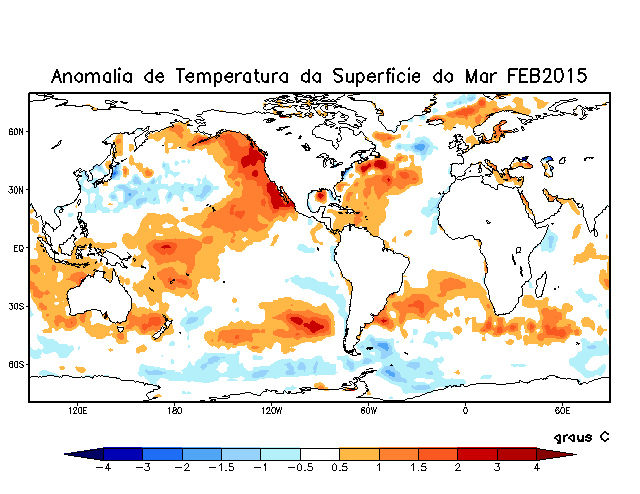 Anomalia de Temperatura da Superficie do Mar FEB2015
60N
30N
EQ
30S
60S
120E 180 120W 60W 0 60E
graus C
-4 -3 -2 -1.5 -1 -0.5 0.5 1 1.5 2 3 4